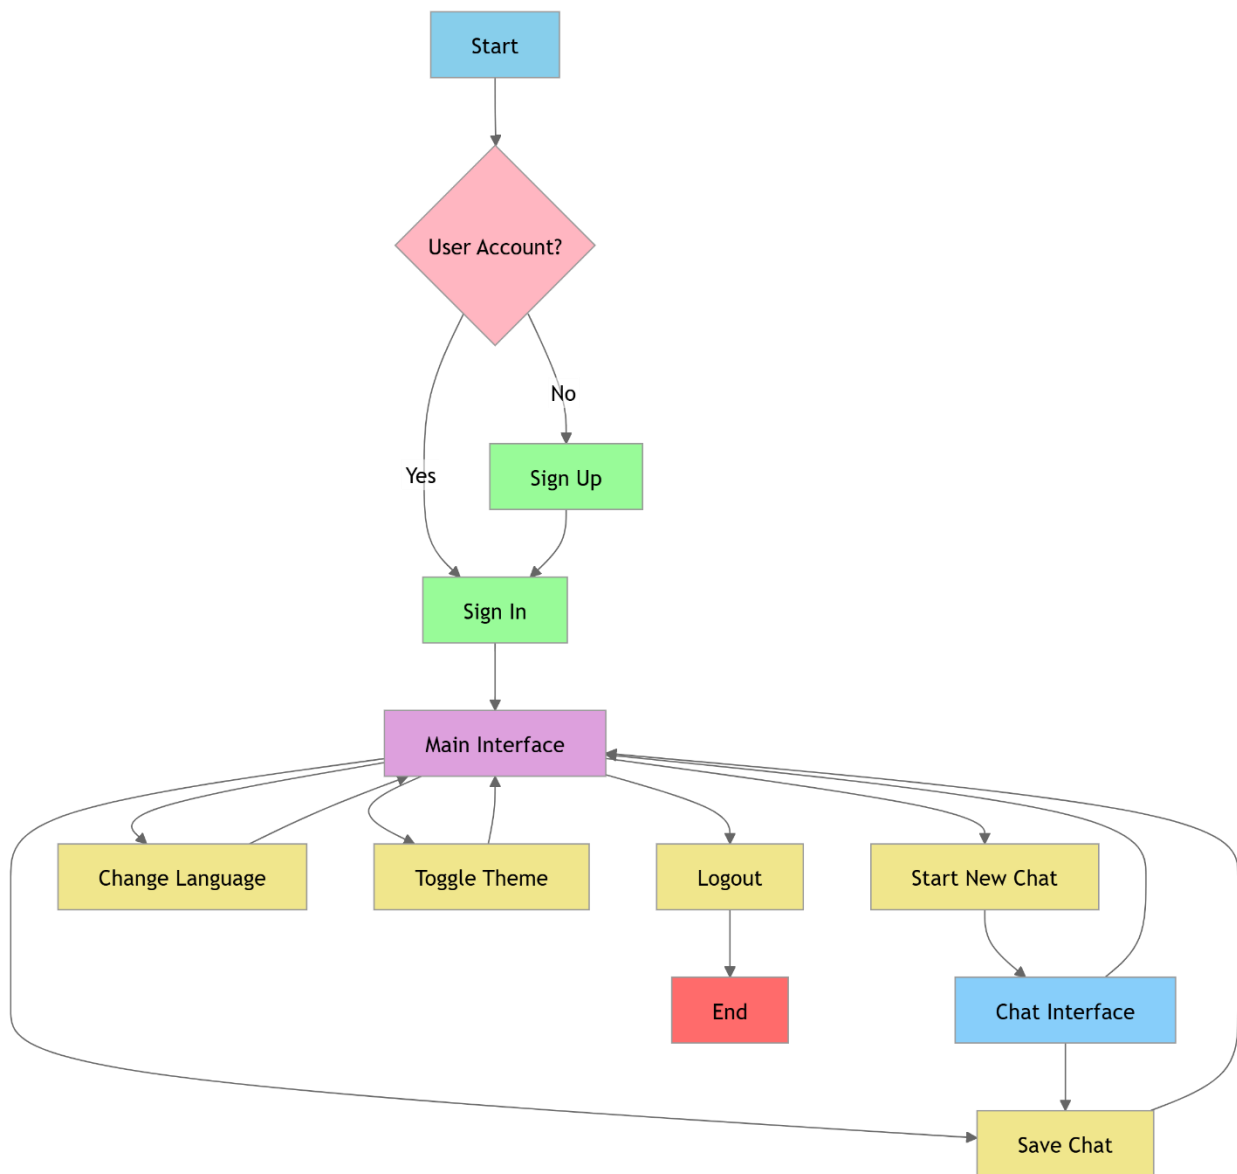 Start
User Account?
No
Yes
Sign Up
Sign In
Main Interface
Change Language
Toggle Theme
Logout
Start New Chat
End
Chat Interface
Save Chat